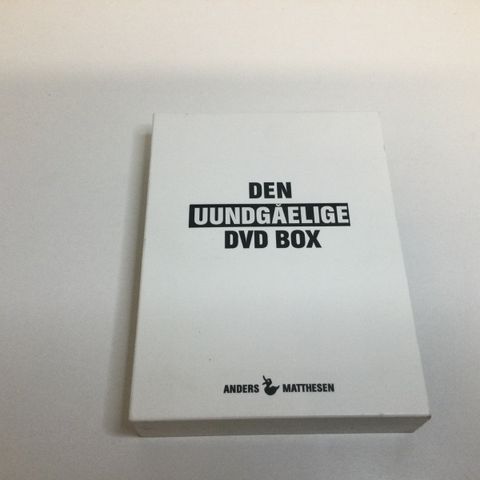 DEN
UUNDGÅELIGE
DVD BOX
ANDERS MATTHESEN